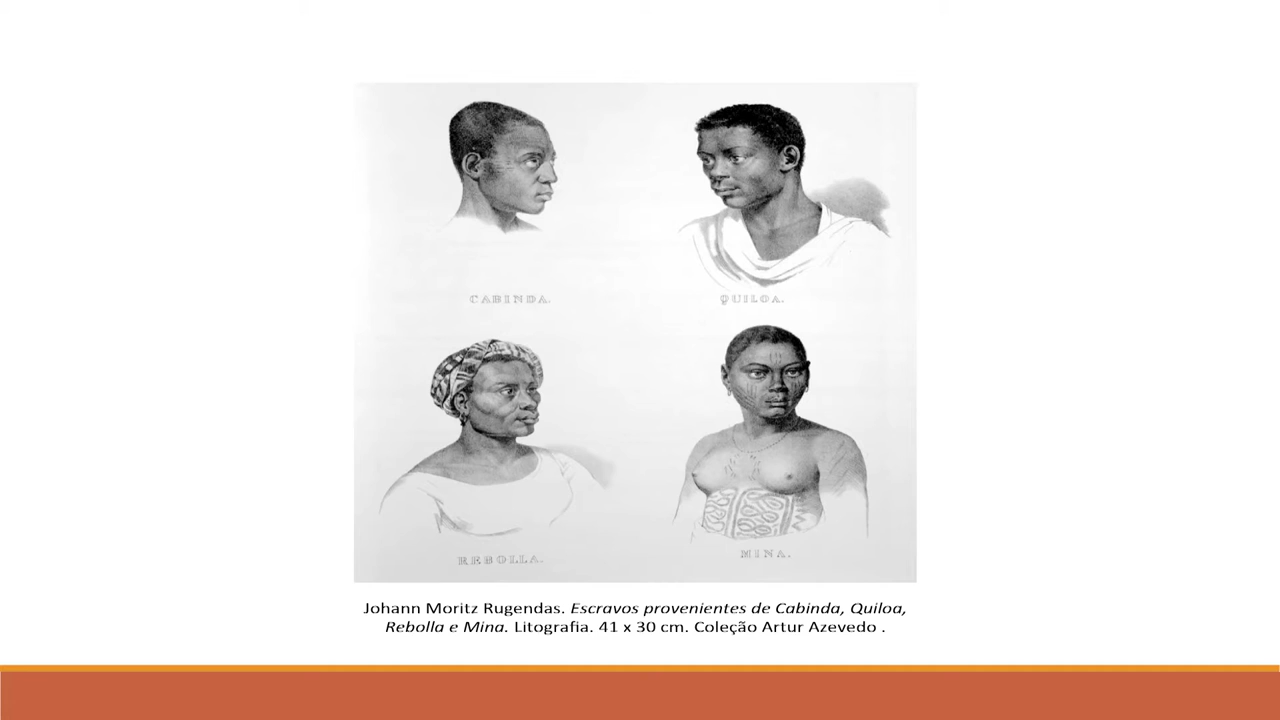 CABINDA.
QUILOA.
REBOLLA.
MINA.
Johann Moritz Rugendas. Escravos provenientes de Cabinda, Quiloa,
Rebolla e Mina. Litografia. 41 x 30 cm. Coleção Artur Azevedo .